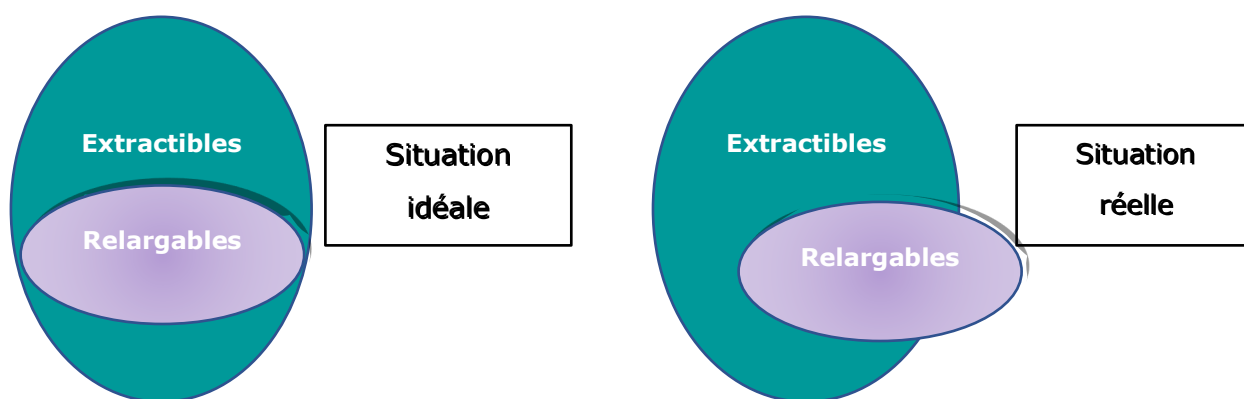 Extractibles
Relargables
Situation
idéale
Extractibles
Relargables
Situation
réelle